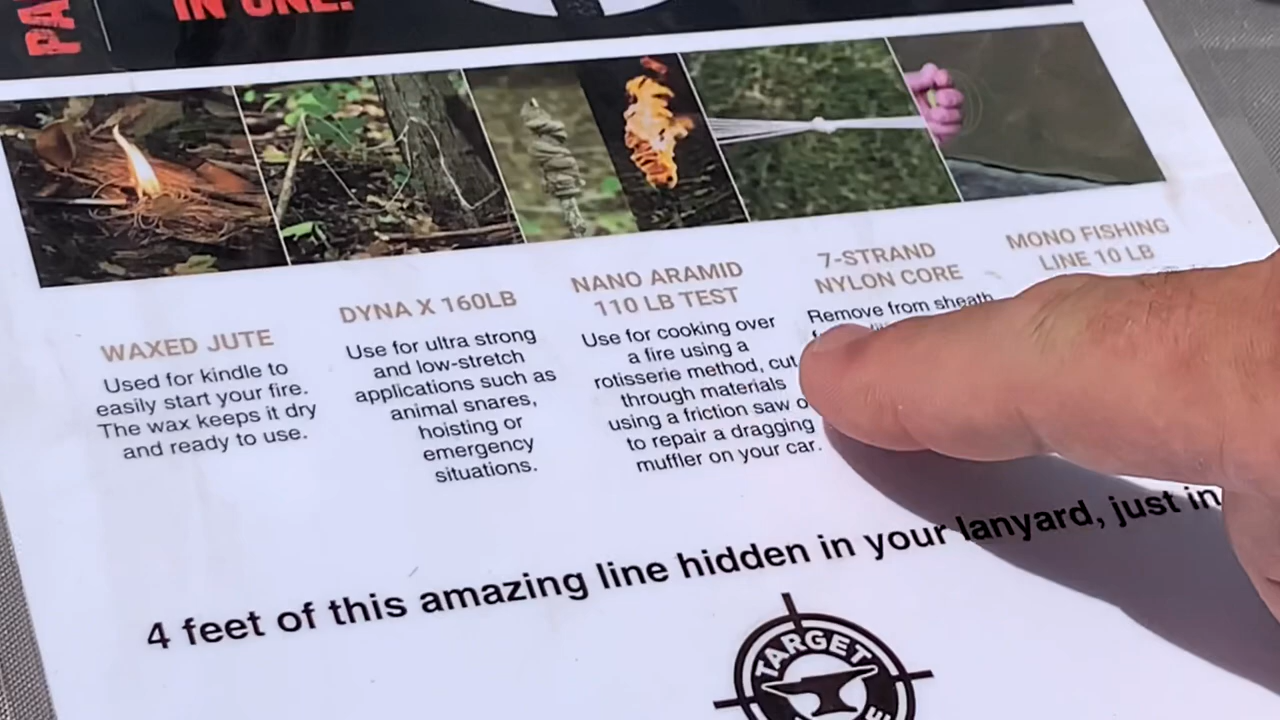 IN ONE!
WAXED JUTE
Used for kindle to
easily start your fire.
The wax keeps it dry
and ready to use.
DYNA X 160LB
Use for ultra strong
and low-stretch
applications such as
animal snares,
hoisting or
emergency
situations.
NANO ARAMID
110 LB TEST
Use for cooking over
a fire using a
rotisserie method, cut
through materials
using a friction saw
to repair a dragging
muffler on your car.
7-STRAND
NYLON CORE
Remove from sheath
MONO FISHING
LINE 10 LB
4 feet of this amazing line hidden in your lanyard, just in
TARGET